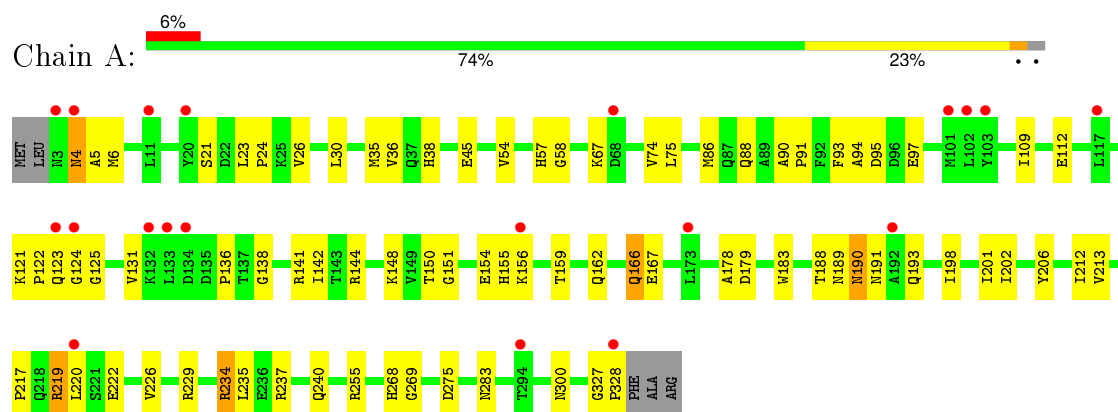 6%
Chain A:
74% 23% • •
MET LEU N3 N4 A5 M6 L11 Y20 S21 D22 L23 P24 K25 V26 L30 M35 V36 Q37 H38 E45 V54 H57 G58 K67 D68 V74 L75 M86 Q87 Q88 A89 A90 P91 F92 F93 A94 D95 D96 E97 M101 L102 Y103 I109 E112 L117
K121 P122 Q123 G124 G125 V131 K132 L133 D134 D135 P136 T137 G138 R141 I142 T143 R144 K148 V149 T150 G151 E154 H155 K156 T159 Q162 Q166 E167 L173 A178 D179 W183 T188 N189 N190 N191 A192 Q193 I198 I201 I202 Y206 I212 V213
P217 Q218 R219 L220 S221 E222 V226 R229 R234 L235 E236 R237 Q240 R255 H268 G269 D275 N283 T294 N300 G327 P328 PHE ALA ARG